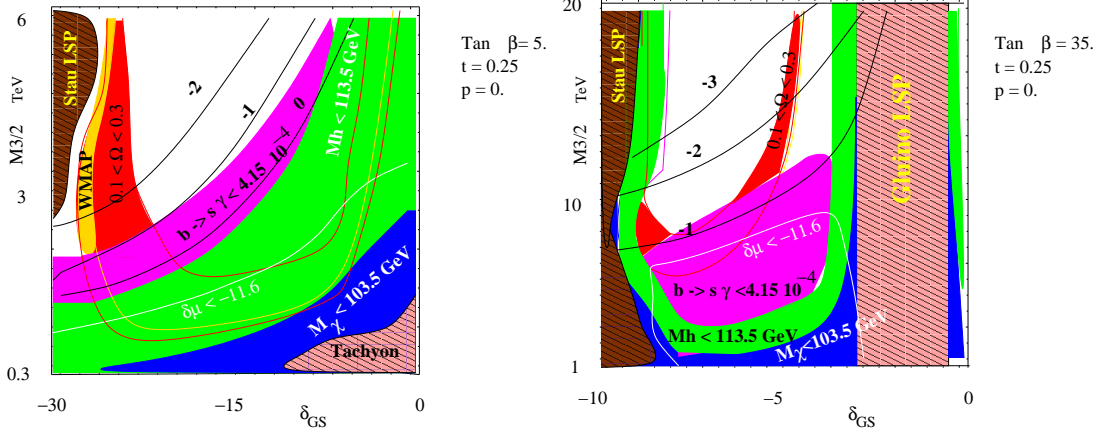 6
TeV
M3/2
3
0.3
−30
−15
0
δGS
Stau LSP
WMAP
0.1 < Ω < 0.3
−2
−1
0
b −> s γ < 4.15 10−4
Mh < 113.5 GeV
δμ < −11.6
Mχ < 103.5 GeV
Tachyon
Tan β= 5.
t = 0.25
p = 0.
20
TeV
M3/2
10
1
−10
−5
0
δGS
Stau LSP
-3
-2
-1
0.1 < Ω < 0.3
δμ < −11.6
b −> s γ <4.15 10−4
Mh < 113.5 GeV
Mχ<103.5 GeV
Gluino LSP
Tan β= 35.
t = 0.25
p = 0.